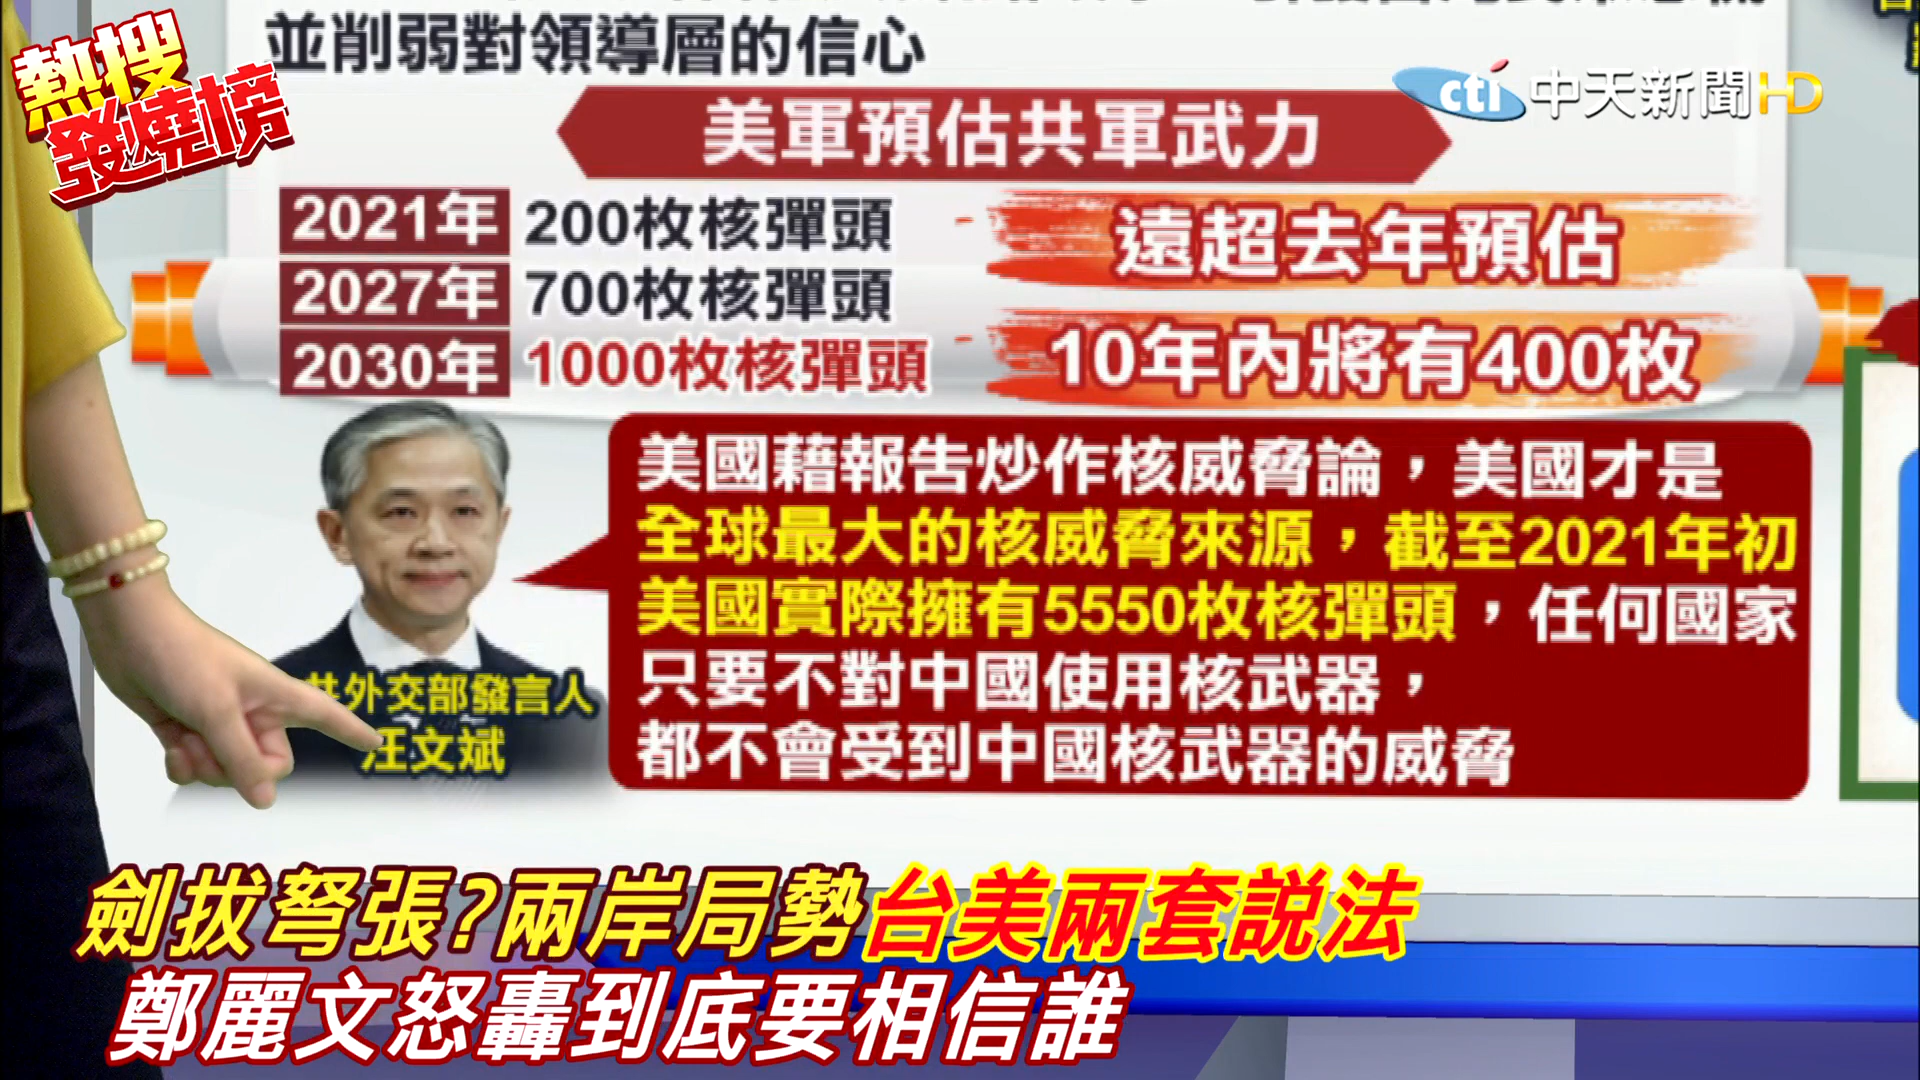 並削弱對領導層的信心
熱搜
發燒榜
cti 中天新聞HD
美軍預估共軍武力
2021年 200枚核彈頭
遠超去年預估
2027年 700枚核彈頭
2030年 1000枚核彈頭
10年內將有400枚
美國藉報告炒作核威脅論，美國才是
全球最大的核威脅來源，截至2021年初
美國實際擁有5550枚核彈頭，任何國家
只要不對中國使用核武器，
都不會受到中國核武器的威脅
共外交部發言人
汪文斌
劍拔弩張?兩岸局勢台美兩套説法
鄭麗文怒轟到底要相信誰